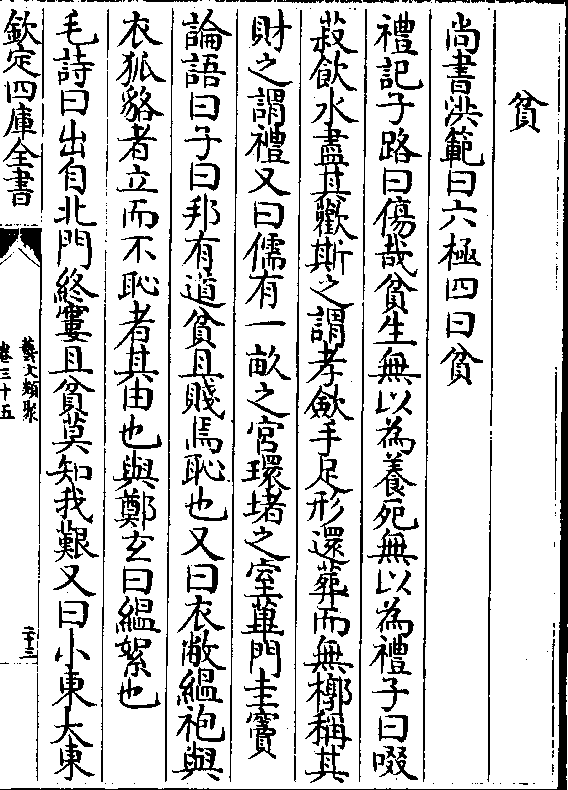 貧
尚書洪範曰六極四曰貧
禮記子路曰傷哉貧生無以為養死無以為禮子曰啜
菽飲水盡其歡斯之謂孝斂手足形還葬而無槨稱其
財之謂禮又曰儒有一畝之宮環堵之室蓽門圭竇
論語曰子曰邦有道貧且賤焉恥也又曰衣敝緼袍與
衣狐貉者立而不恥者其由也與鄭玄曰緼絮也
毛詩曰出自北門終窶且貧莫知我艱又曰小東大東
欽定四庫全書
藝文類聚
卷三十五
二十三